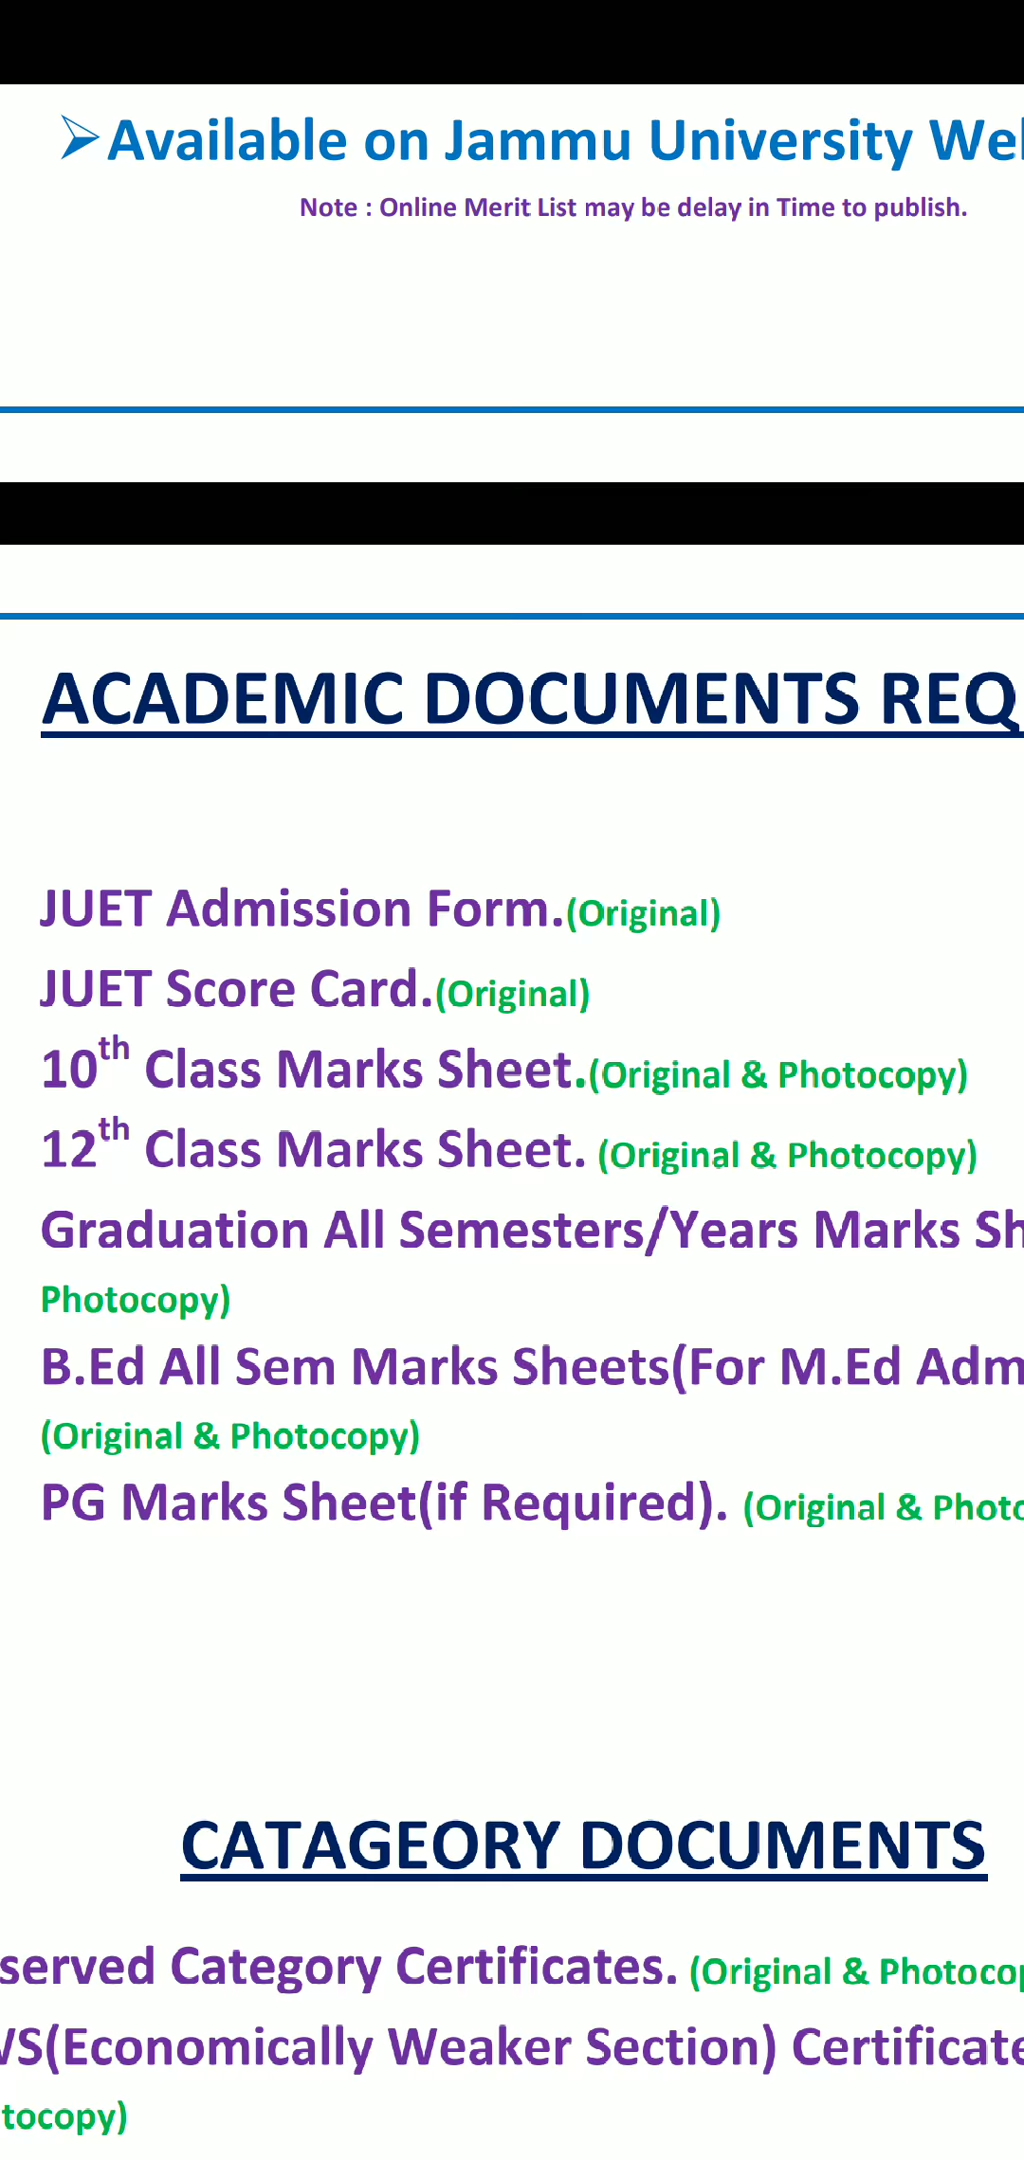 ➢Available on Jammu University
Note : Online Merit List may be delay in Time to publish.
ACADEMIC DOCUMENTS
JUET Admission Form.(Original)
JUET Score Card.(Original)
10th Class Marks Sheet.(Original & Photocopy)
12th Class Marks Sheet. (Original & Photocopy)
Graduation All Semesters/Years Marks
Photocopy)
B.Ed All Sem Marks Sheets(For M.Ed
(Original & Photocopy)
PG Marks Sheet(if Required). (Original &
CATAGEORY DOCUMENTS
Category Certificates. (Original &
(Economically Weaker Section)